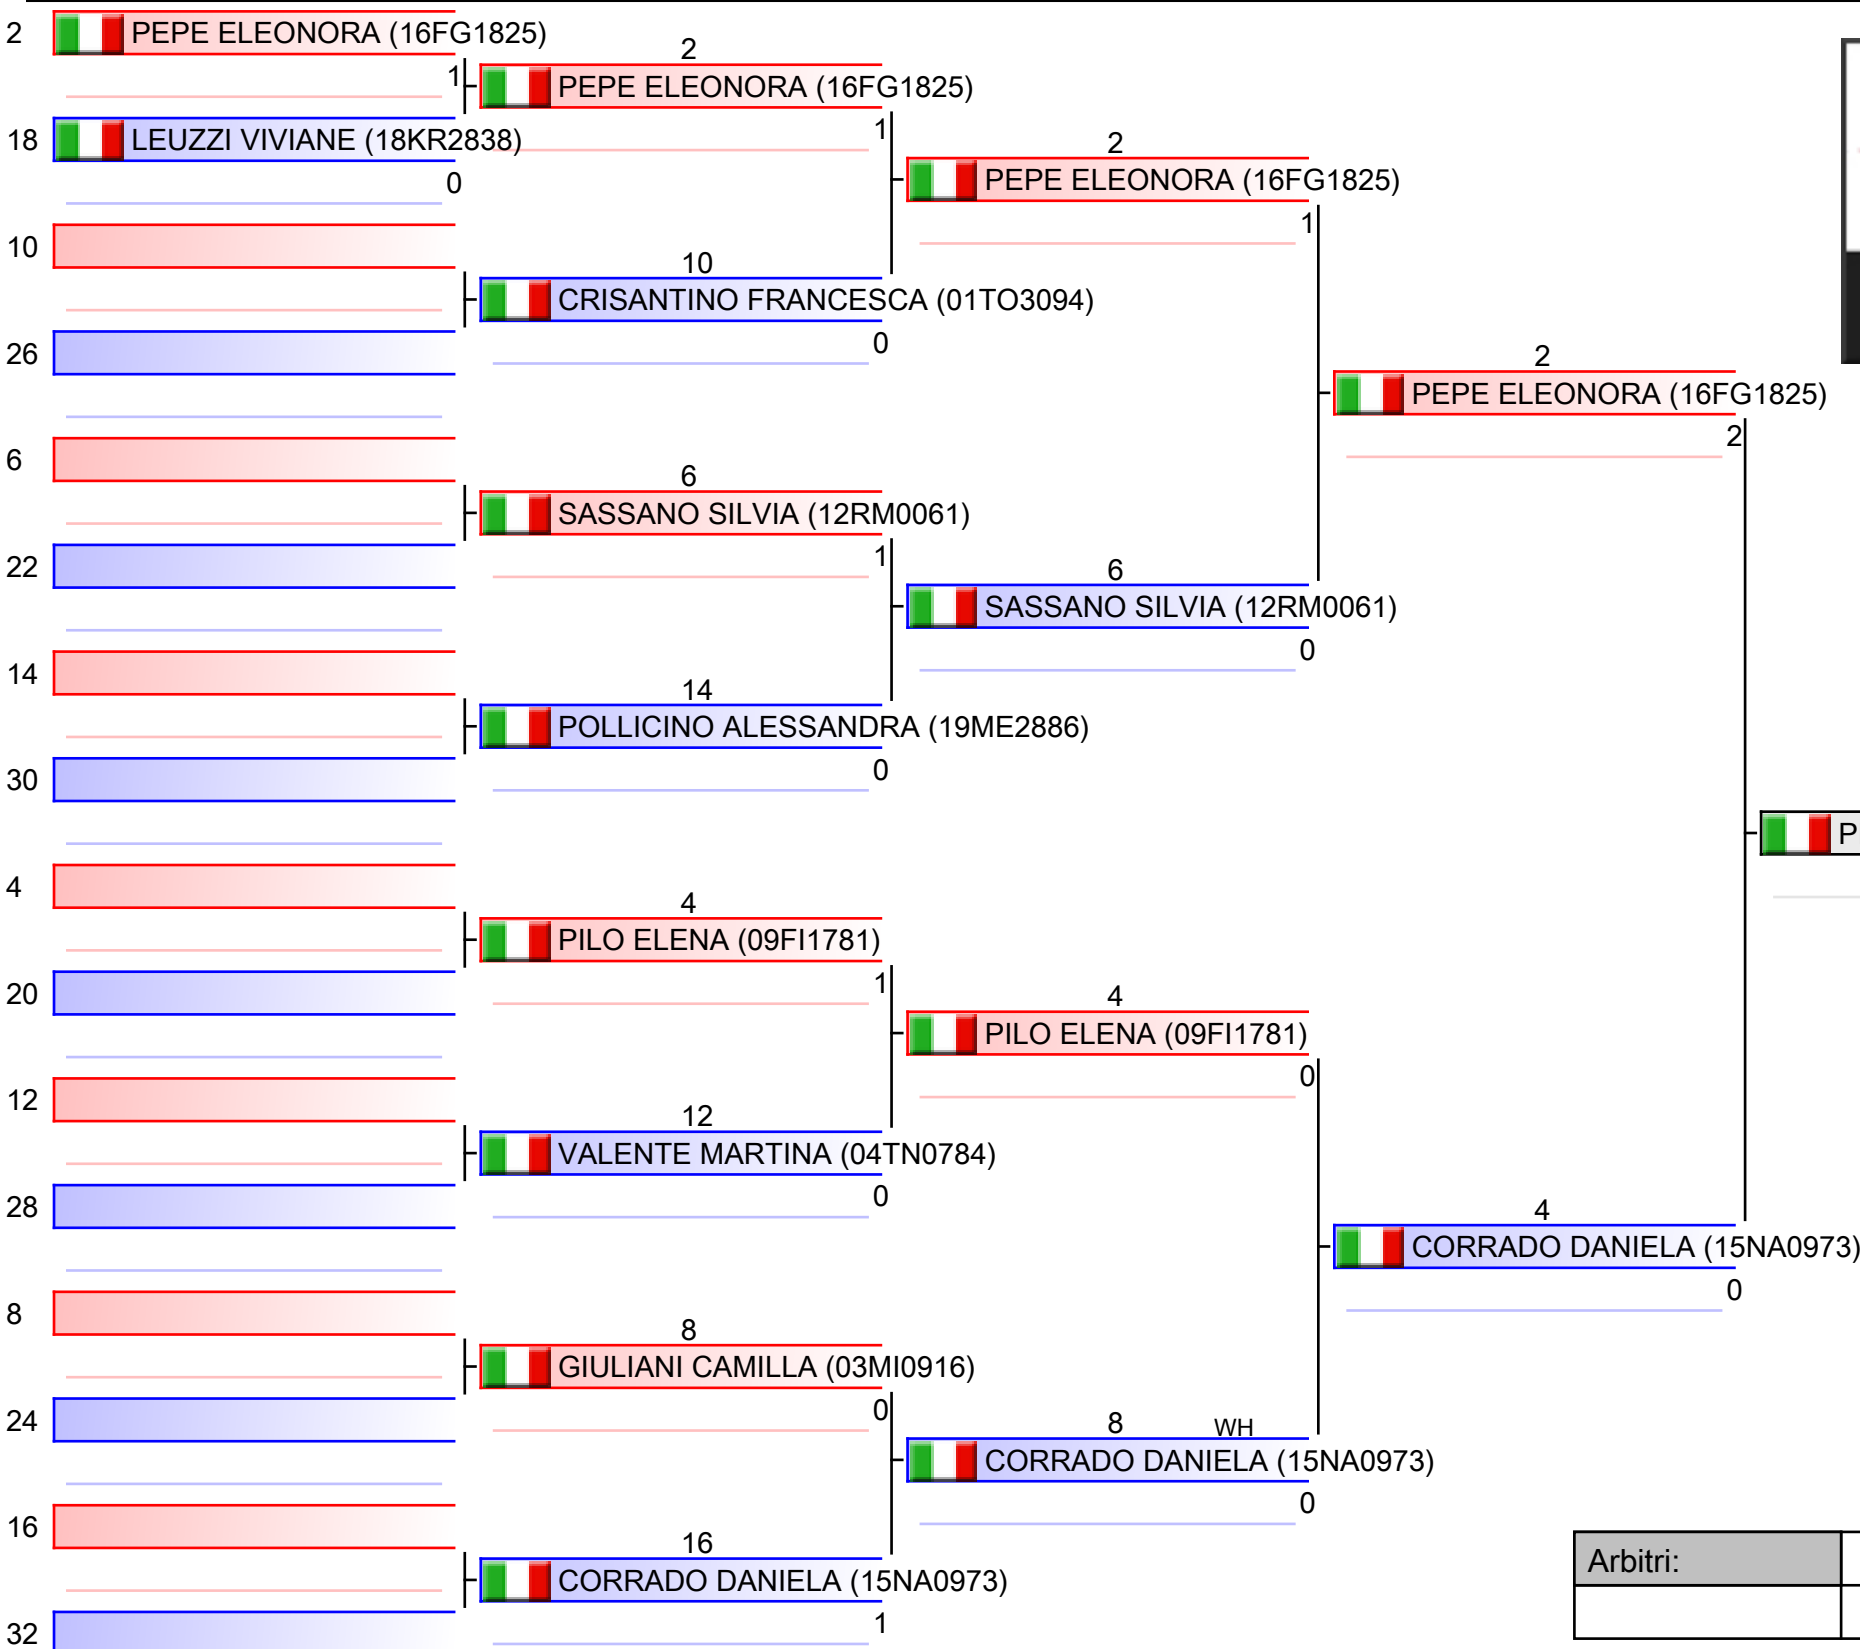 2
PEPE ELEONORA (16FG1825)
1
18
LEUZZI VIVIANE (18KR2838)
0
10
26
6
22
14
30
4
20
12
28
8
24
16
32
2
PEPE ELEONORA (16FG1825)
1
10
CRISANTINO FRANCESCA (01TO3094)
0
6
SASSANO SILVIA (12RM0061)
1
14
POLLICINO ALESSANDRA (19ME2886)
0
4
PILO ELENA (09FI1781)
1
12
VALENTE MARTINA (04TN0784)
0
8
GIULIANI CAMILLA (03MI0916)
0
16
CORRADO DANIELA (15NA0973)
1
2
PEPE ELEONORA (16FG1825)
1
6
SASSANO SILVIA (12RM0061)
0
4
PILO ELENA (09FI1781)
0
8 WH
CORRADO DANIELA (15NA0973)
0
2
PEPE ELEONORA (16FG1825)
2
4
CORRADO DANIELA (15NA0973)
0
P
Arbitri: